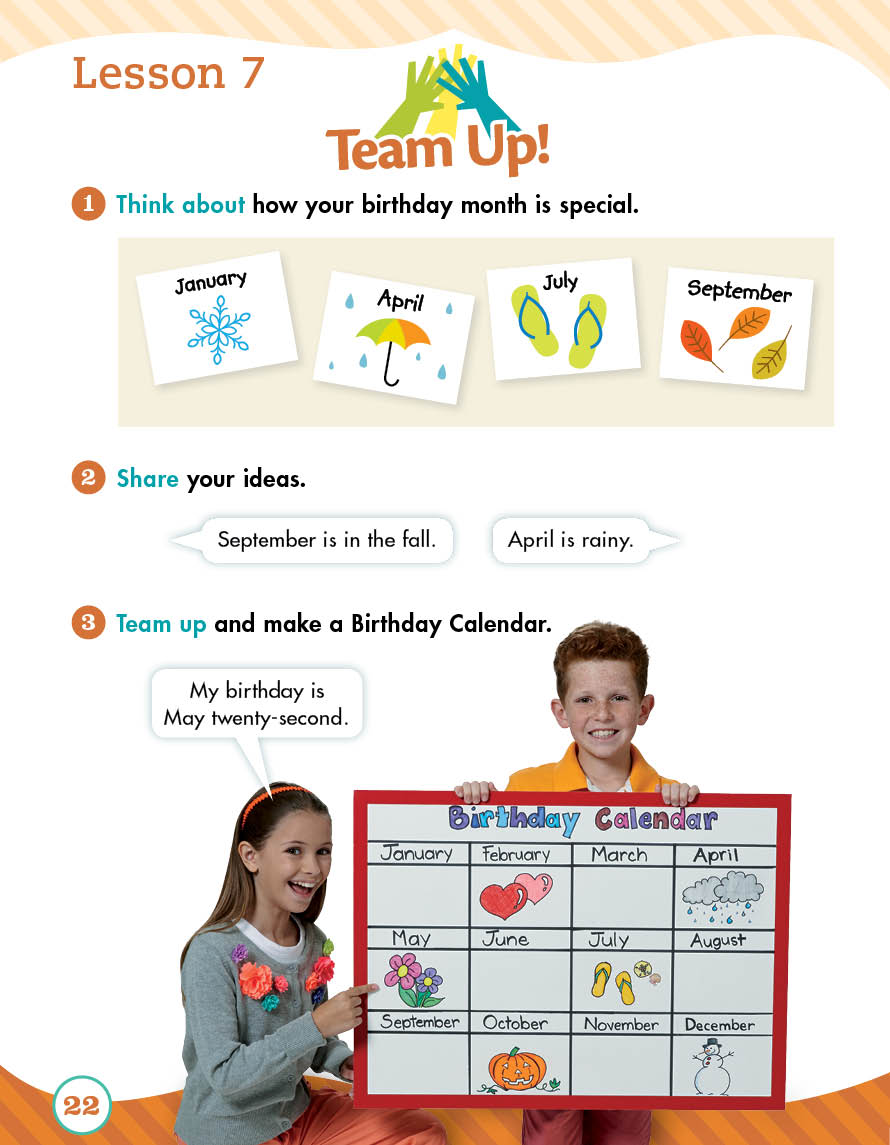 Lesson 7
Team Up!
1 Think about how your birthday month is special.
January
April
July
September
2 Share your ideas.
September is in the fall.
April is rainy.
3 Team up and make a Birthday Calendar.
My birthday is
May twenty-second.
Birthday Calendar
January February March April
May June July August
September October November December
22